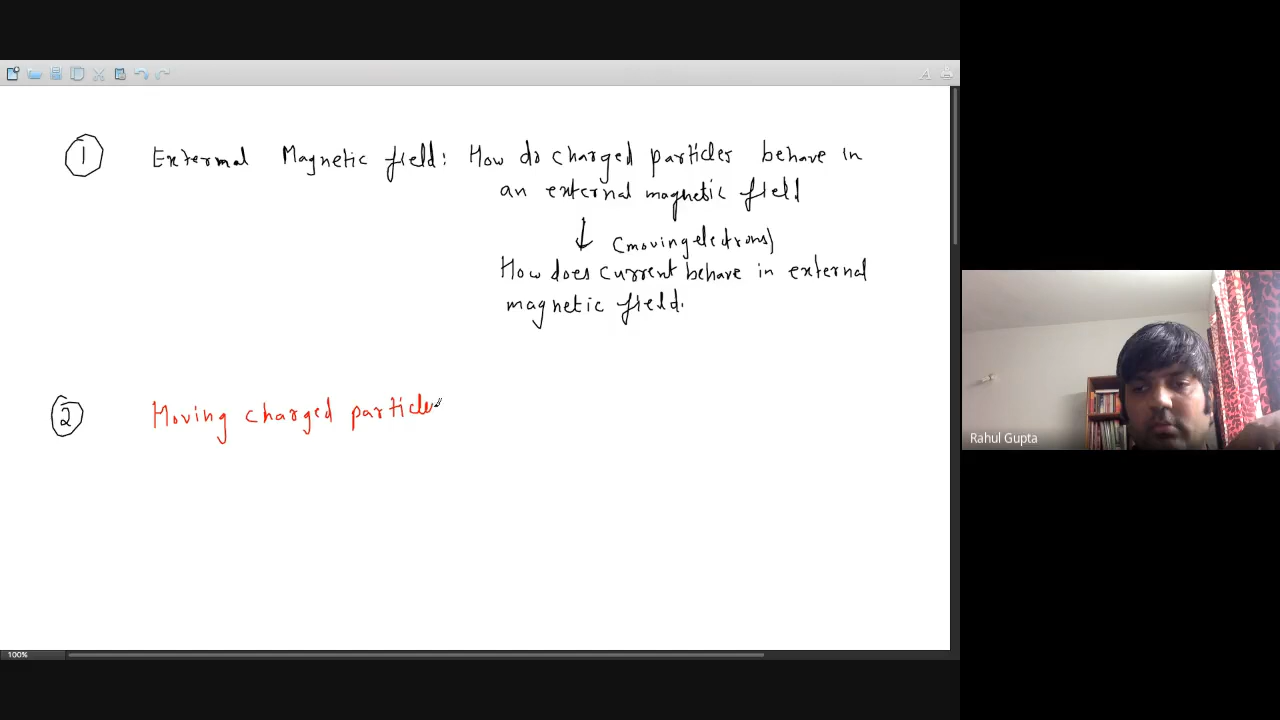 1 External Magnetic field: How do charged particles behave in
an external magnetic field
↓ (moving electrons)
How does current behave in external
magnetic field.
2 Moving charged particles
Rahul Gupta
100%